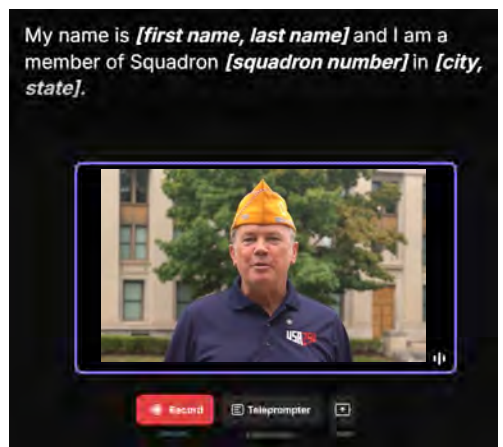 My name is [first name, last name] and I am a
member of Squadron [squadron number] in [city,
state].
USA
Record
Teleprompter